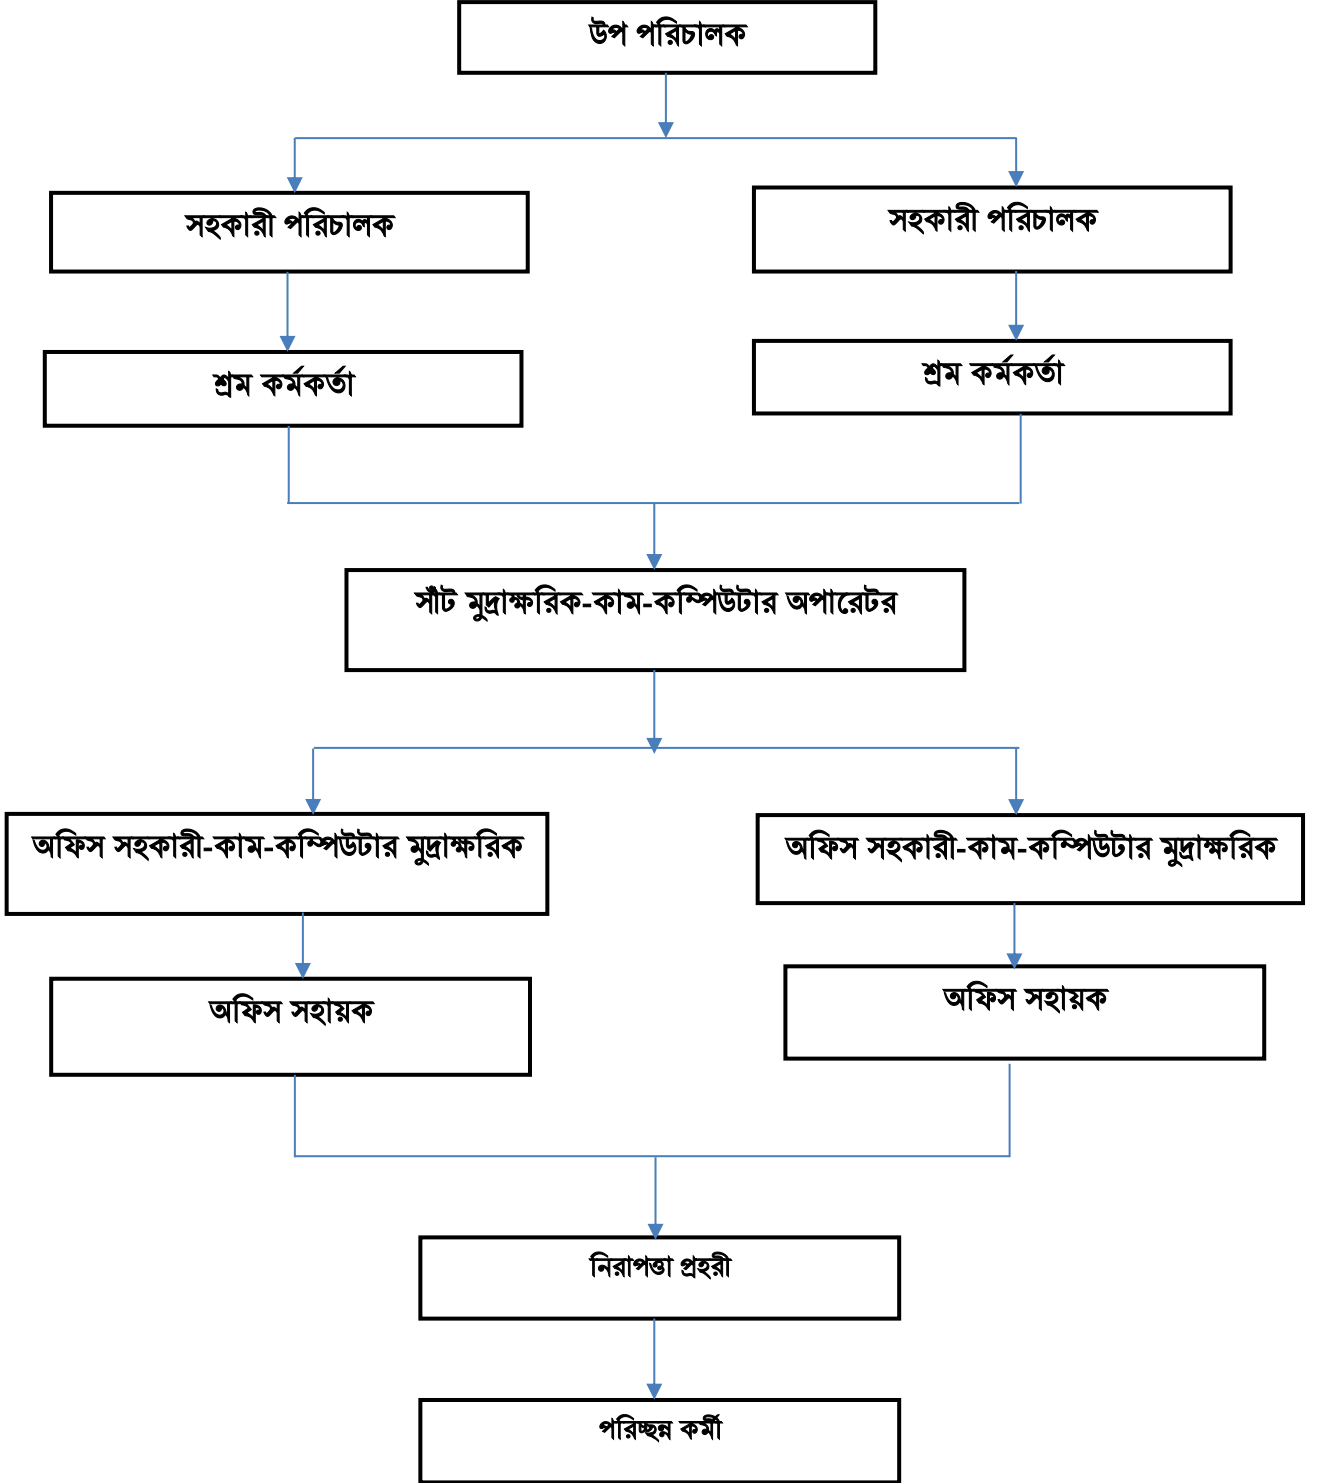 উপ পরিচালক
সহকারী পরিচালক
সহকারী পরিচালক
শ্রম কর্মকর্তা
শ্রম কর্মকর্তা
সাঁট মুদ্রাক্ষরিক-কাম-কম্পিউটার অপারেটর
অফিস সহকারী-কাম-কম্পিউটার মুদ্রাক্ষরিক
অফিস সহকারী-কাম-কম্পিউটার মুদ্রাক্ষরিক
অফিস সহায়ক
অফিস সহায়ক
নিরাপত্তা প্রহরী
পরিচ্ছন্ন কর্মী